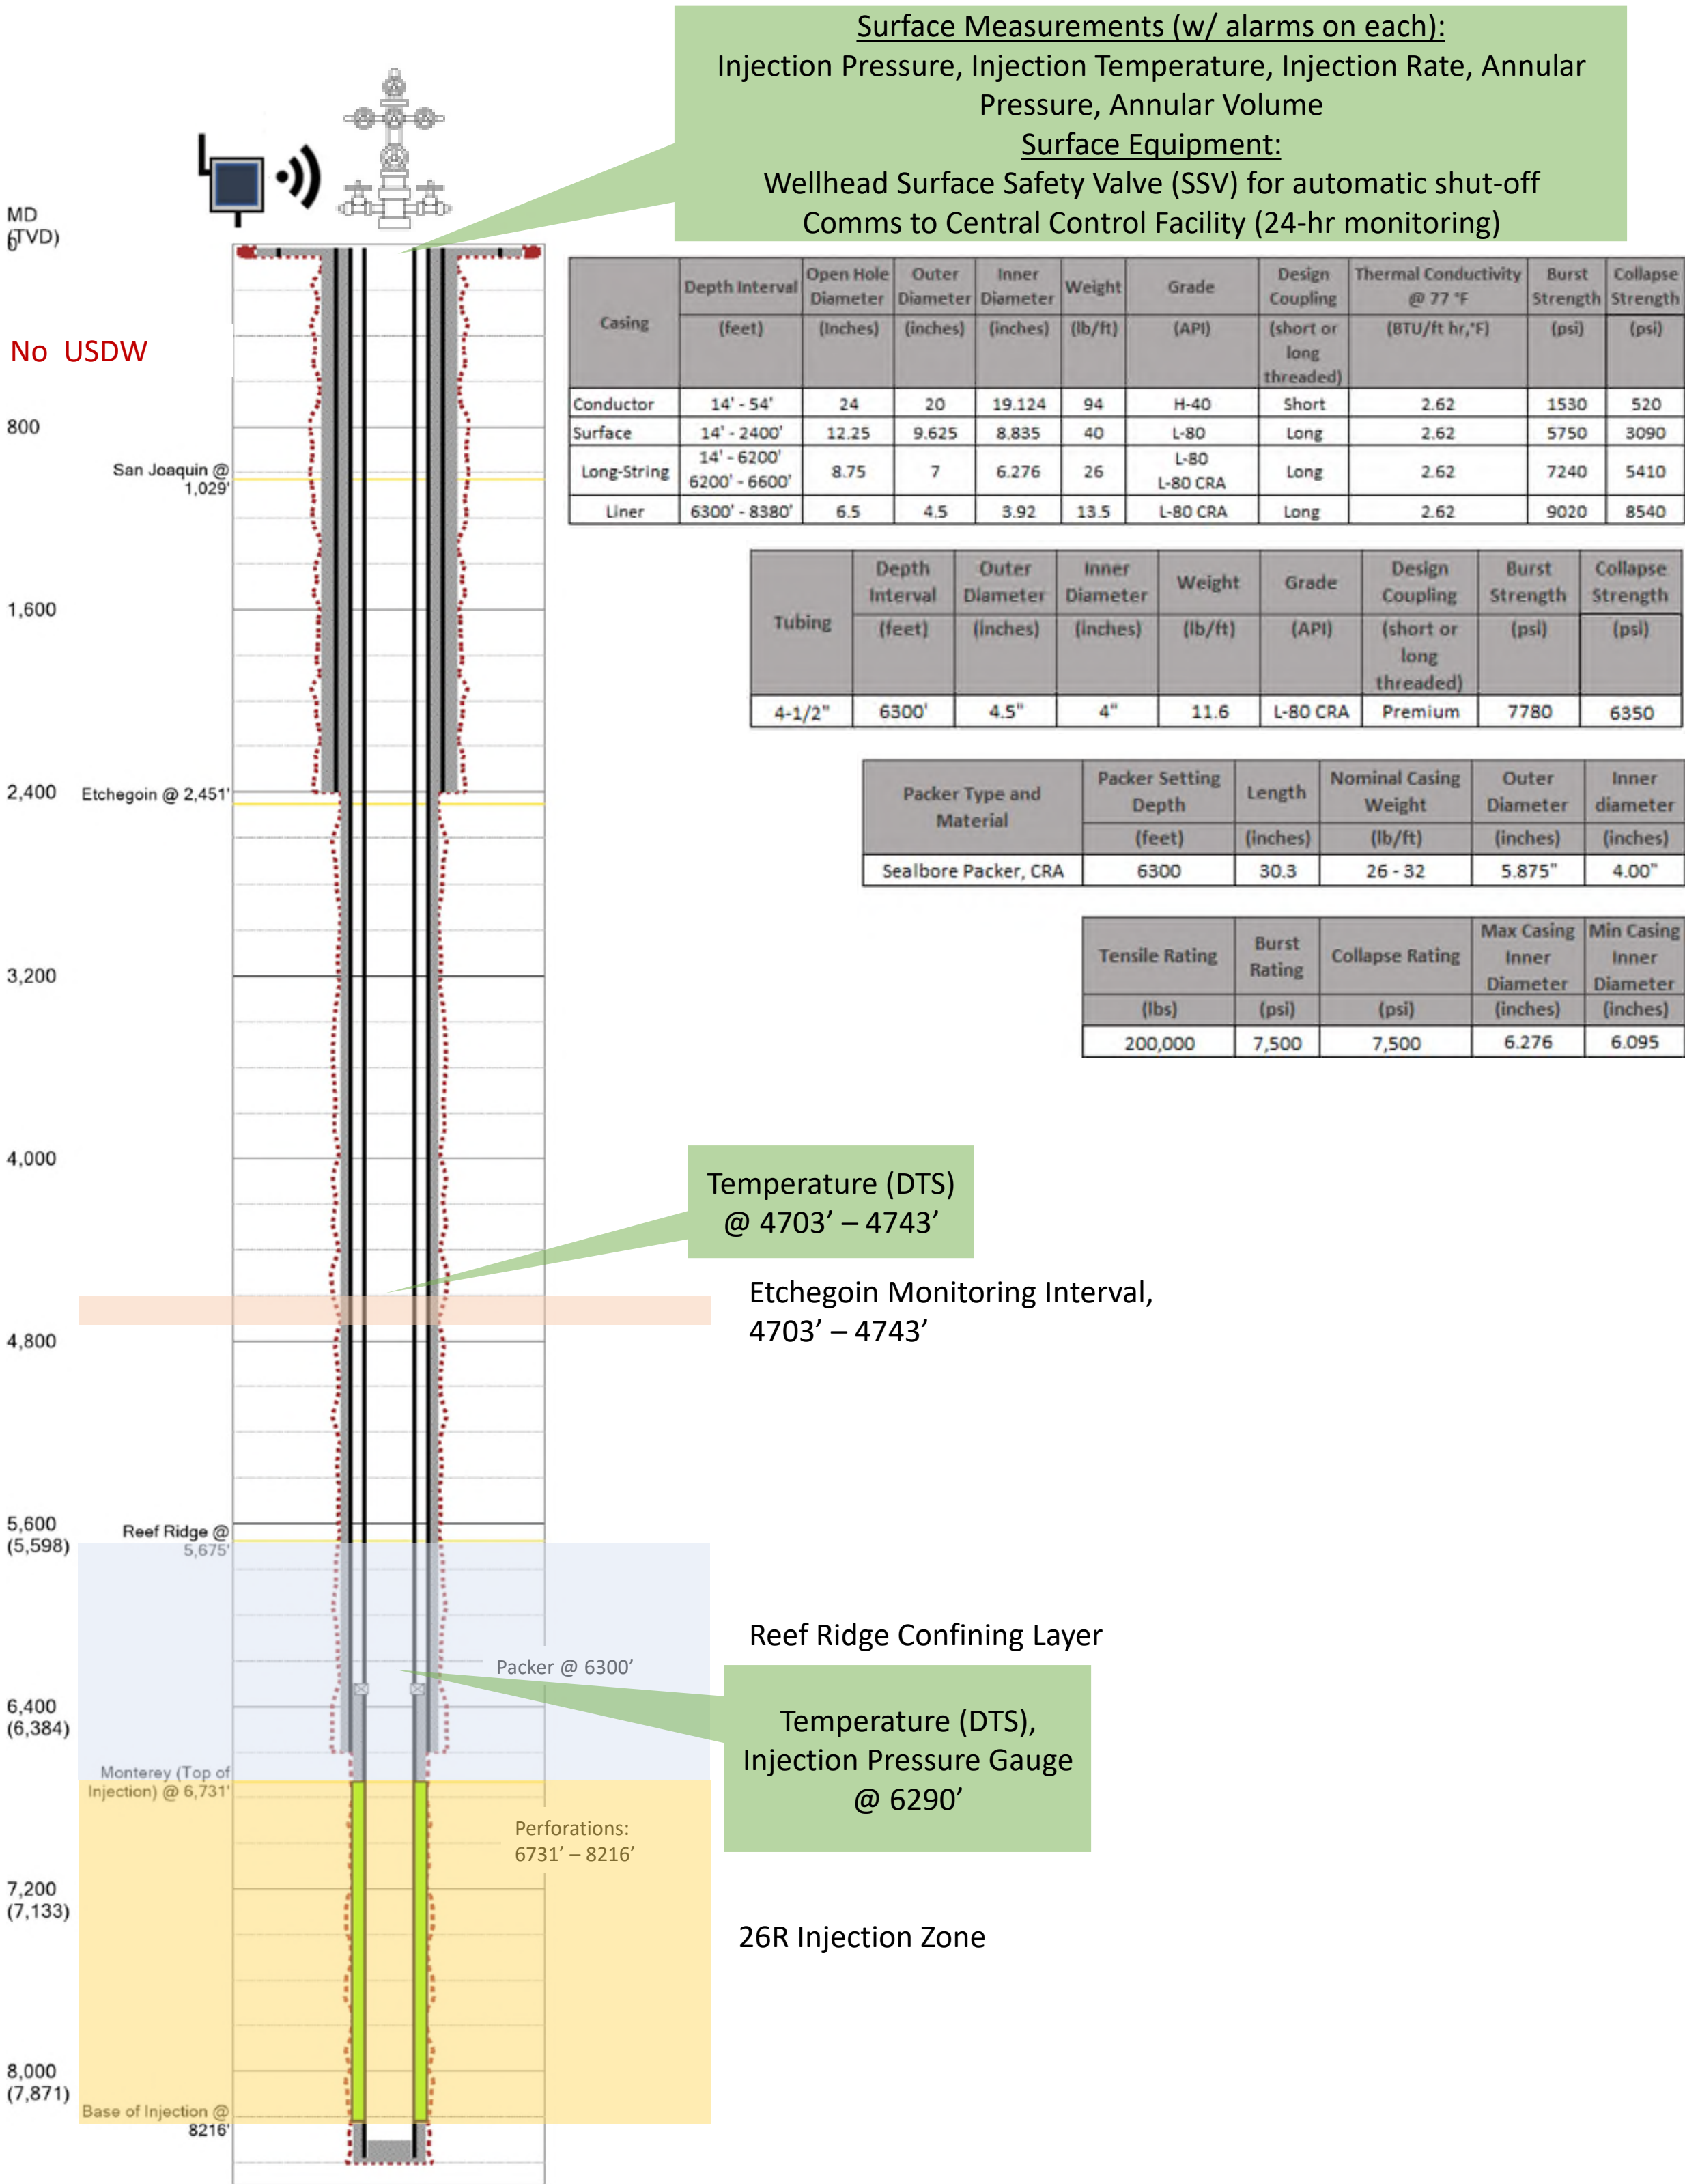 Surface Measurements (w/ alarms on each):
Injection Pressure, Injection Temperature, Injection Rate, Annular
Pressure, Annular Volume
Surface Equipment:
Wellhead Surface Safety Valve (SSV) for automatic shut-off
Comms to Central Control Facility (24-hr monitoring)
MD
(TVD)
0
No USDW
800
San Joaquin @
1,029'
1,600
2,400
Etchegoin @ 2,451'
3,200
4,000
4,800
5,600
(5,598)
Reef Ridge @
5,675'
6,400
(6,384)
Monterey (Top of
Injection) @ 6,731'
7,200
(7,133)
8,000
(7,871)
Base of Injection @
8216'
Casing Depth Interval Open Hole Diameter Outer Diameter Inner Diameter Weight Grade Design Coupling Thermal Conductivity @ 77 °F Burst Strength Collapse Strength
(feet) (Inches) (inches) (inches) (lb/ft) (API) (short or long threaded) (BTU/ft hr,°F) (psi) (psi)
Conductor 14' - 54' 24 20 19.124 94 H-40 Short 2.62 1530 520
Surface 14' - 2400' 12.25 9.625 8.835 40 L-80 Long 2.62 5750 3090
Long-String 14' - 6200' 6200' - 6600' 8.75 7 6.276 26 L-80 L-80 CRA Long 2.62 7240 5410
Liner 6300' - 8380' 6.5 4.5 3.92 13.5 L-80 CRA Long 2.62 9020 8540
Tubing Depth Interval Outer Diameter Inner Diameter Weight Grade Design Coupling Burst Strength Collapse Strength
(feet) (inches) (inches) (lb/ft) (API) (short or long threaded) (psi) (psi)
4-1/2" 6300' 4.5" 4" 11.6 L-80 CRA Premium 7780 6350
Packer Type and Material Packer Setting Depth Length Nominal Casing Weight Outer Diameter Inner diameter
(feet) (inches) (lb/ft) (inches) (inches)
Sealbore Packer, CRA 6300 30.3 26 - 32 5.875" 4.00"
Tensile Rating Burst Rating Collapse Rating Max Casing Inner Diameter Min Casing Inner Diameter
(lbs) (psi) (psi) (inches) (inches)
200,000 7,500 7,500 6.276 6.095
Temperature (DTS)
@ 4703’ – 4743’
Etchegoin Monitoring Interval,
4703’ – 4743’
Reef Ridge Confining Layer
Packer @ 6300’
Temperature (DTS),
Injection Pressure Gauge
@ 6290’
Perforations:
6731’ – 8216’
26R Injection Zone